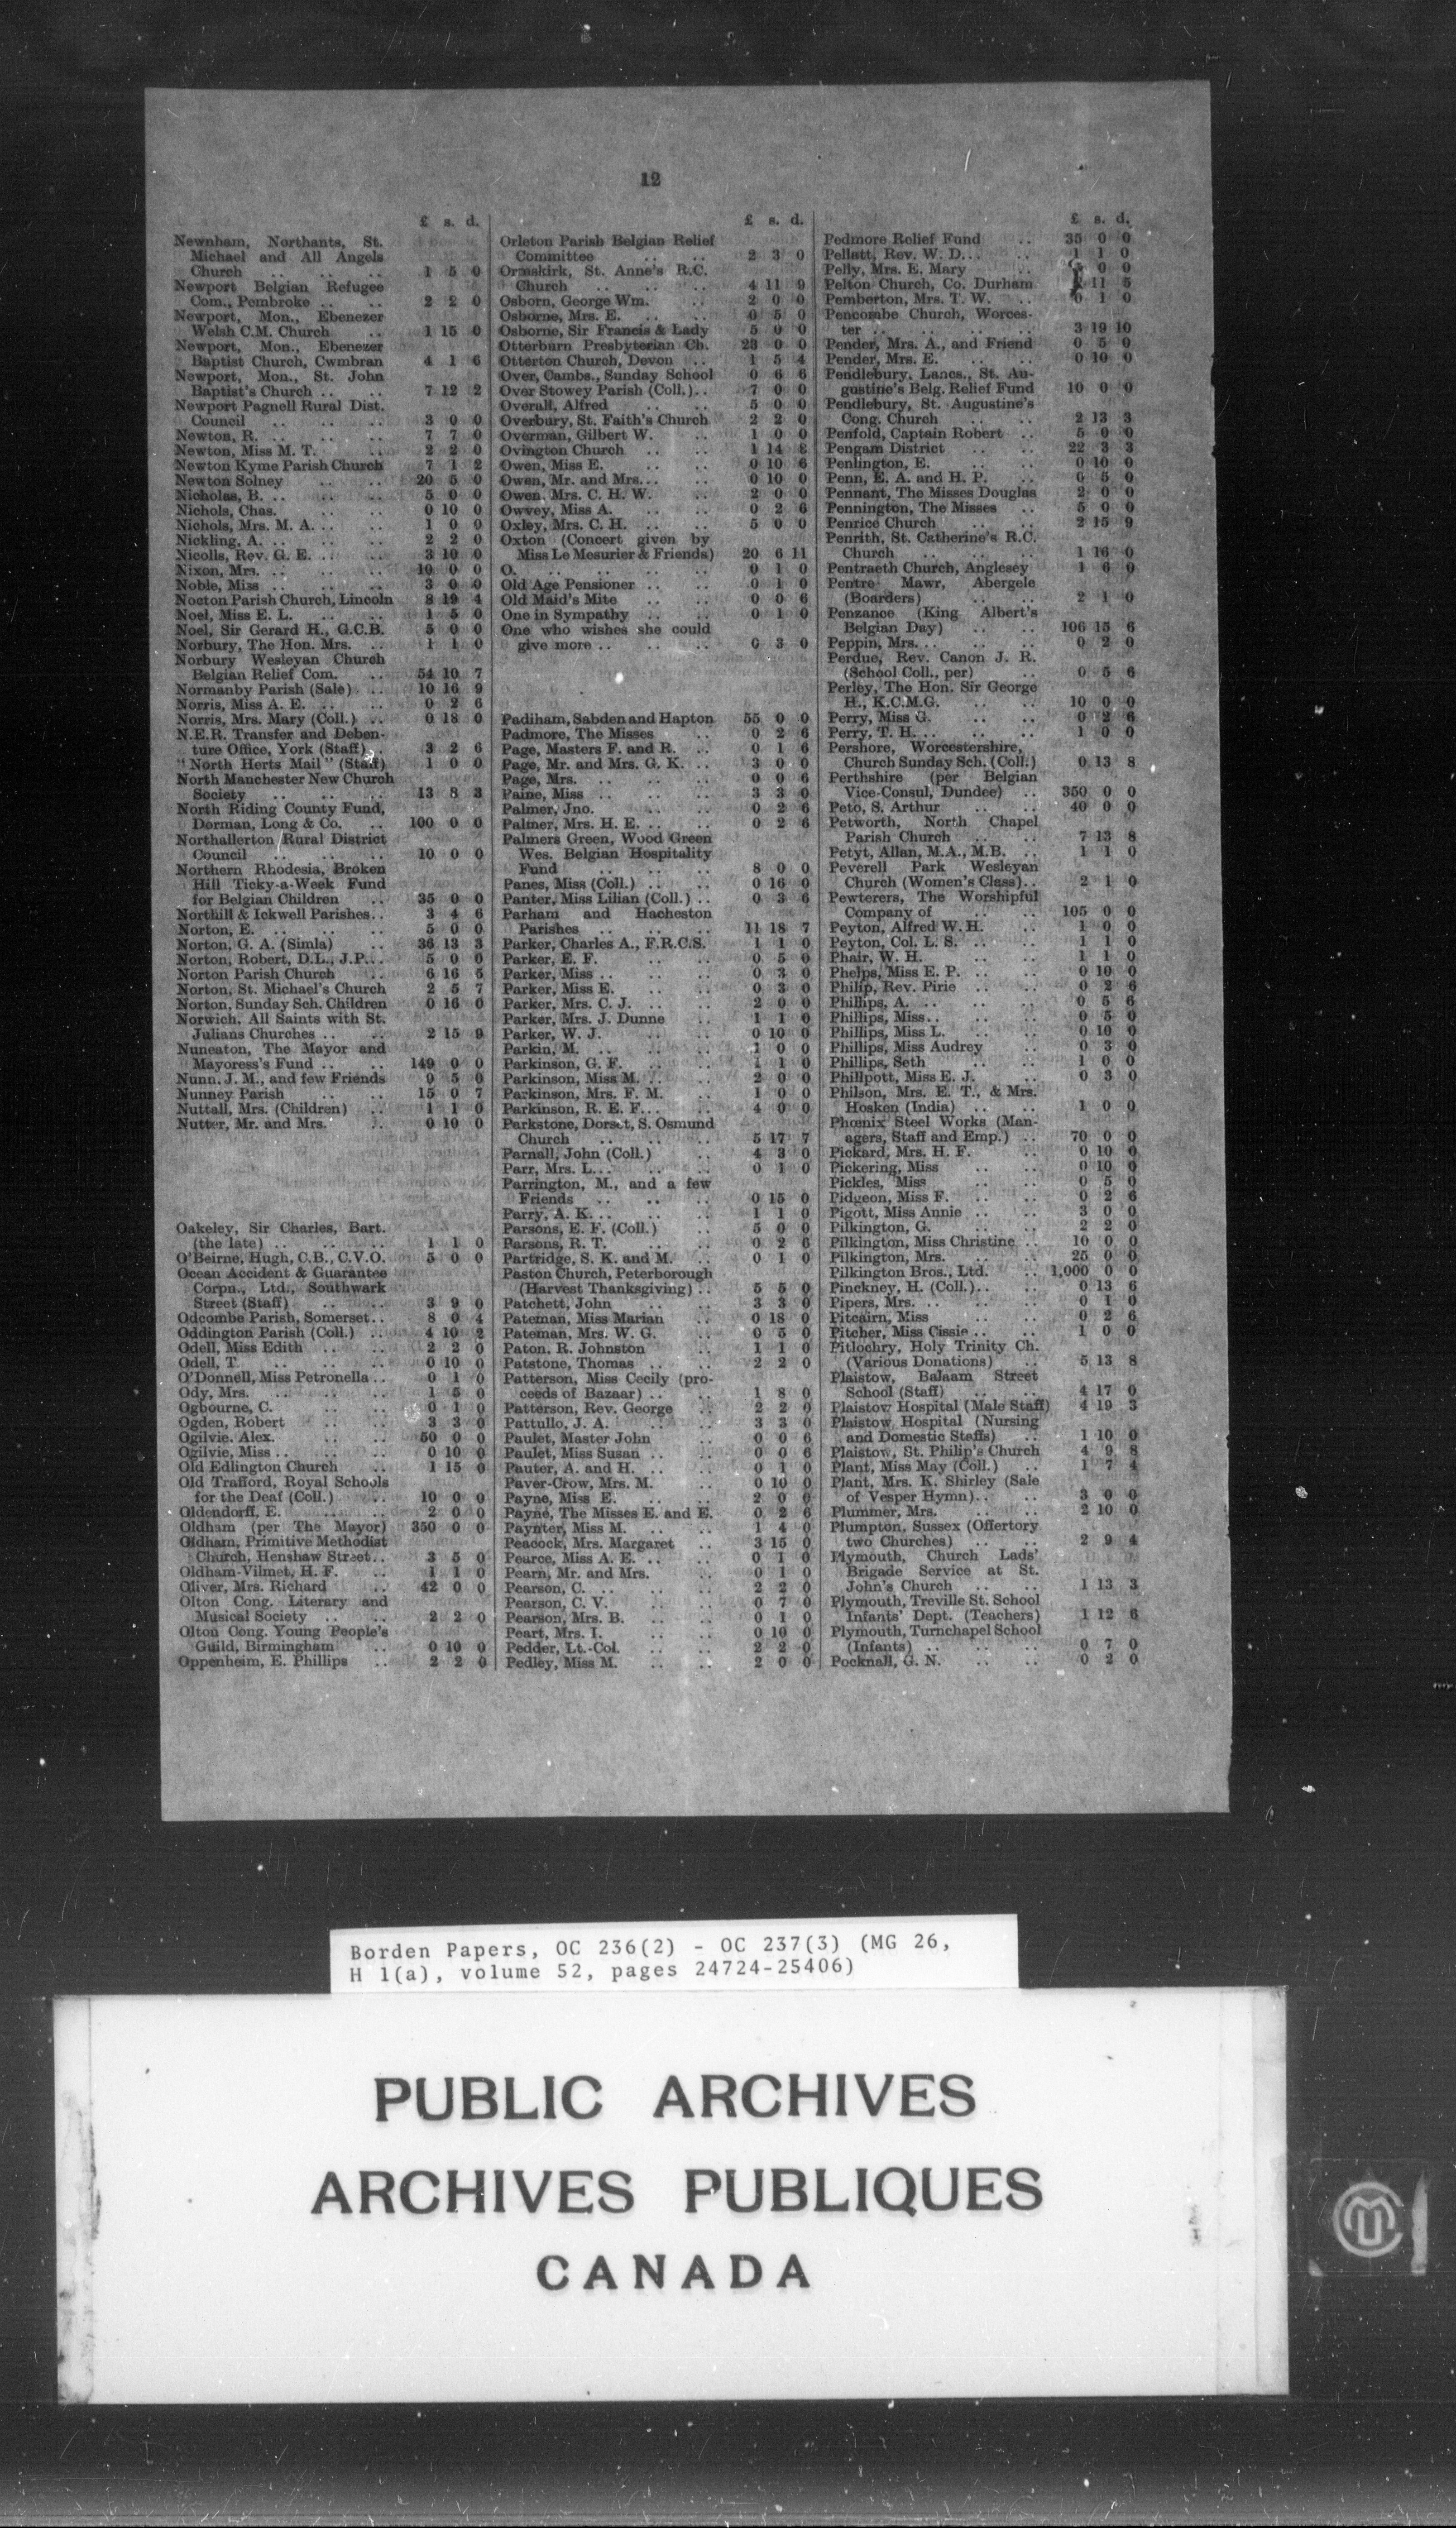 12
£ s. d.
Newnham, Northants, St.
Michael and All Angels
Church .. .. .. 1 5 0
Newport Belgian Refugee
Com., Pembroke .. .. 2 2 0
Newport, Mon., Ebenezer
Welsh C.M. Church .. 1 15 0
Newport, Mon., Ebenezer
Baptist Church, Cwmbran 4 1 6
Newport, Mon., St. John
Baptist's Church .. .. 7 12 2
Newport Pagnell Rural Dist.
Council .. .. .. 3 0 0
Newton, R. .. .. .. 7 7 0
Newton, Miss M. T. .. 2 2 0
Newton Kyme Parish Church 7 1 2
Newton Solney .. .. 20 5 0
Nicholas, B. .. .. .. 5 0 0
Nichols, Chas. .. .. 0 10 0
Nichols, Mrs. M. A. .. .. 1 0 0
Nickling, A. .. .. .. 2 2 0
Nicolls, Rev. G. E. .. .. 3 10 0
Nixon, Mrs. .. .. .. 10 0 0
Noble, Miss .. .. .. 3 0 0
Nocton Parish Church, Lincoln 8 19 4
Noel, Miss E. L. .. .. 1 5 0
Noel, Sir Gerard H., G.C.B. 5 0 0
Norbury, The Hon. Mrs. .. 1 1 0
Norbury Wesleyan Church
Belgian Relief Com. .. 54 10 7
Normanby Parish (Sale) .. 10 16 9
Norris, Miss A. E. .. .. 0 2 6
Norris, Mrs. Mary (Coll.) .. 0 18 0
N.E.R. Transfer and Deben-
ture Office, York (Staff) .. 3 2 6
"North Herts Mail" (Staff) 1 0 0
North Manchester New Church
Society .. .. .. 13 8 3
North Riding County Fund,
Dorman, Long & Co. .. 100 0 0
Northallerton Rural District
Council .. .. .. 10 0 0
Northern Rhodesia, Broken
Hill Ticky-a-Week Fund
for Belgian Children .. 35 0 0
Northill & Ickwell Parishes.. 3 4 6
Norton, E. .. .. .. 5 0 0
Norton, G. A. (Simla) .. 36 13 3
Norton, Robert, D.L., J.P... 5 0 0
Norton Parish Church .. 6 16 5
Norton, St. Michael's Church 2 5 7
Norton, Sunday Sch. Children 0 16 0
Norwich, All Saints with St.
Julians Churches .. .. 2 15 9
Nuneaton, The Mayor and
Mayoress's Fund .. .. 149 0 0
Nunn, J. M., and few Friends 0 5 0
Nunney Parish .. .. 15 0 7
Nuttall, Mrs. (Children) .. 1 1 0
Nutter, Mr. and Mrs. .. 0 10 0
Oakeley, Sir Charles, Bart.
(the late) .. .. .. 1 1 0
O'Beirne, Hugh, C.B., C.V.O. 5 0 0
Ocean Accident & Guarantee
Corpn., Ltd., Southwark
Street (Staff) .. .. 3 9 0
Odcombe Parish, Somerset.. 8 0 4
Oddington Parish (Coll.) .. 4 10 2
Odell, Miss Edith .. .. 2 2 0
Odell, T. .. .. .. 0 10 0
O'Donnell, Miss Petronella .. 0 1 0
Ody, Mrs. .. .. .. 1 5 0
Ogbourne, C. .. .. 0 1 0
Ogden, Robert .. .. 3 3 0
Ogilvie, Alex. .. .. 50 0 0
Ogilvie, Miss .. .. .. 0 10 0
Old Edlington Church .. 1 15 0
Old Trafford, Royal Schools
for the Deaf (Coll.) .. 10 0 0
Oldendorff, E. .. .. 2 0 0
Oldham (per The Mayor) 350 0 0
Oldham, Primitive Methodist
Church, Henshaw Street.. 3 5 0
Oldham-Vilmet, H. F. .. 1 1 0
Oliver, Mrs. Richard .. 42 0 0
Olton Cong. Literary and
Musical Society .. .. 2 2 0
Olton Cong. Young People's
Guild, Birmingham .. 0 10 0
Oppenheim, E. Phillips .. 2 2 0
£ s. d.
Orleton Parish Belgian Relief
Committee .. .. 2 3 0
Ormskirk, St. Anne's R.C.
Church .. .. .. 4 11 9
Osborn, George Wm. .. 2 0 0
Osborne, Mrs. E. .. .. 0 5 0
Osborne, Sir Francis & Lady 5 0 0
Otterburn Presbyterian Ch. 23 0 0
Otterton Church, Devon .. 1 5 4
Over, Cambs., Sunday School 0 6 6
Over Stowey Parish (Coll.) .. 7 0 0
Overall, Alfred .. .. 5 0 0
Overbury, St. Faith's Church 2 2 0
Overman, Gilbert W. .. 1 0 0
Ovington Church .. .. 1 14 8
Owen, Miss E. .. .. 0 10 6
Owen, Mr. and Mrs... .. 0 10 0
Owen, Mrs. C. H. W. .. 2 0 0
Owvey, Miss A. .. .. 0 2 6
Oxley, Mrs. C. H. .. .. 5 0 0
Oxton (Concert given by
Miss Le Mesurier & Friends) 20 6 11
O. .. .. .. .. 0 1 0
Old Age Pensioner .. .. 0 1 0
Old Maid's Mite .. .. 0 0 6
One in Sympathy .. .. 0 1 0
One who wishes she could
give more .. .. .. 0 3 0
Padiham, Sabden and Hapton 55 0 0
Padmore, The Misses .. 0 2 6
Page, Masters F. and R. .. 0 1 6
Page, Mr. and Mrs. G. K. .. 3 0 0
Page, Mrs. .. .. .. 0 0 6
Paine, Miss .. .. .. 3 3 0
Palmer, Jno. .. .. 0 2 6
Palmer, Mrs. H. E. .. .. 0 2 6
Palmers Green, Wood Green
Wes. Belgian Hospitality
Fund .. .. .. 8 0 0
Panes, Miss (Coll.) .. .. 0 16 0
Panter, Miss Lilian (Coll.) .. 0 3 6
Parham and Hacheston
Parishes .. .. .. 11 18 7
Parker, Charles A., F.R.C.S. 1 1 0
Parker, E. F. .. .. 0 5 0
Parker, Miss .. .. .. 0 3 0
Parker, Miss E. .. .. 0 3 0
Parker, Mrs. C. J. .. .. 2 0 0
Parker, Mrs. J. Dunne .. 1 1 0
Parker, W. J. .. .. 0 10 0
Parkin, M. .. .. .. 1 0 0
Parkinson, G. F. .. .. 1 1 0
Parkinson, Miss M. .. .. 2 0 0
Parkinson, Mrs. F. M. .. 1 0 0
Parkinson, R. E. F... .. 4 0 0
Parkstone, Dorset, S. Osmund
Church .. .. .. 5 17 7
Parnall, John (Coll.) .. 4 3 0
Parr, Mrs. L... .. .. 0 1 0
Parrington, M., and a few
Friends .. .. .. 0 15 0
Parry, A. K. .. .. .. 1 1 0
Parsons, E. F. (Coll.) .. 5 0 0
Parsons, R. T. .. .. 0 2 6
Partridge, S. K. and M. .. 0 1 0
Paston Church, Peterborough
(Harvest Thanksgiving) .. 5 5 0
Patchett, John .. .. 3 3 0
Pateman, Miss Marian .. 0 18 0
Pateman, Mrs. W. G. .. 0 5 0
Paton, R. Johnston .. 1 1 0
Patstone, Thomas .. .. 2 2 0
Patterson, Miss Cecily (pro-
ceeds of Bazaar) .. .. 1 8 0
Patterson, Rev. George .. 2 2 0
Pattullo, J. A. .. .. 3 3 0
Paulet, Master John .. 0 0 6
Paulet, Miss Susan .. .. 0 0 6
Pauter, A. and H. .. .. 0 1 0
Paver-Crow, Mrs. M. .. 0 10 0
Payne, Miss E. .. .. 2 0 0
Payne, The Misses E. and E. 0 2 6
Paynter, Miss M. .. .. 1 4 0
Peacock, Mrs. Margaret .. 3 15 0
Pearce, Miss A. E. .. .. 0 1 0
Pearn, Mr. and Mrs. .. 0 1 0
Pearson, C. .. .. .. 2 2 0
Pearson, C. V. .. .. 0 7 0
Pearson, Mrs. B. .. .. 0 1 0
Peart, Mrs. I. .. .. 0 10 0
Pedder, Lt.-Col. .. .. 2 2 0
Pedley, Miss M. .. .. 2 0 0
£ s. d.
Pedmore Relief Fund .. 35 0 0
Pellatt, Rev. W. D... .. 1 1 0
Pelly, Mrs. E. Mary .. 0 0
Pelton Church, Co. Durham 11 5
Pemberton, Mrs. T. W. .. 0 1 0
Pencombe Church, Worces-
ter .. .. .. .. 3 19 10
Pender, Mrs. A., and Friend 0 5 0
Pender, Mrs. E. .. .. 0 10 0
Pendlebury, Lancs., St. Au-
gustine's Belg. Relief Fund 10 0 0
Pendlebury, St. Augustine's
Cong. Church .. .. 2 13 3
Penfold, Captain Robert .. 5 0 0
Pengam District .. .. 22 3 3
Penlington, E. .. .. 0 10 0
Penn, E. A. and H. P. .. 0 5 0
Pennant, The Misses Douglas 2 0 0
Pennington, The Misses .. 5 0 0
Penrice Church .. .. 2 15 9
Penrith, St. Catherine's R.C.
Church .. .. .. 1 16 0
Pentraeth Church, Anglesey 1 6 0
Pentre Mawr, Abergele
(Boarders) .. .. 2 1 0
Penzance (King Albert's
Belgian Day) .. .. 106 15 6
Peppin, Mrs. .. .. .. 0 2 0
Perdue, Rev. Canon J. R.
(School Coll., per) .. 0 5 6
Perley, The Hon. Sir George
H., K.C.M.G. .. .. 10 0 0
Perry, Miss G. .. .. 0 2 6
Perry, T. H. .. .. .. 1 0 0
Pershore, Worcestershire,
Church Sunday Sch. (Coll.) 0 13 8
Perthshire (per Belgian
Vice-Consul, Dundee) .. 350 0 0
Peto, S. Arthur .. .. 40 0 0
Petworth, North Chapel
Parish Church .. .. 7 13 8
Petyt, Allan, M.A., M.B. .. 1 1 0
Peverell Park Wesleyan
Church (Women's Class) .. 2 1 0
Pewterers, The Worshipful
Company of .. .. 105 0 0
Peyton, Alfred W. H. .. 1 0 0
Peyton, Col. L. S. .. .. 1 1 0
Phair, W. H. .. .. 1 1 0
Phelps, Miss E. P. .. .. 0 10 0
Philip, Rev. Pirie .. .. 0 2 6
Phillips, A. .. .. .. 0 5 6
Phillips, Miss .. .. .. 0 5 0
Phillips, Miss L. .. .. 0 10 0
Phillips, Miss Audrey .. 0 3 0
Phillips, Seth .. .. 1 0 0
Phillpott, Miss E. J. .. 0 3 0
Philson, Mrs. E. T., & Mrs.
Hosken (India) .. .. 1 0 0
Phœnix Steel Works (Man-
agers, Staff and Emp.) .. 70 0 0
Pickard, Mrs. H. F. .. 0 10 0
Pickering, Miss .. .. 0 10 0
Pickles, Miss .. .. 0 5 0
Pidgeon, Miss F. .. .. 0 2 6
Pigott, Miss Annie .. .. 3 0 0
Pilkington, G. .. .. 2 2 0
Pilkington, Miss Christine .. 10 0 0
Pilkington, Mrs. .. .. 25 0 0
Pilkington Bros., Ltd. .. 1,000 0 0
Pinckney, H. (Coll.) .. .. 0 13 6
Pipers, Mrs. .. .. .. 0 1 0
Pitcairn, Miss .. .. 0 2 6
Pitcher, Miss Cissie .. .. 1 0 0
Pitlochry, Holy Trinity Ch.
(Various Donations) .. 5 13 8
Plaistow, Balaam Street
School (Staff) .. .. 4 17 0
Plaistow Hospital (Male Staff) 4 19 3
Plaistow Hospital (Nursing
and Domestic Staffs) .. 1 10 0
Plaistow, St. Philip's Church 4 9 8
Plant, Miss May (Coll.) .. 1 7 4
Plant, Mrs. K. Shirley (Sale
of Vesper Hymn) .. .. 3 0 0
Plummer, Mrs. .. .. 2 10 0
Plumpton, Sussex (Offertory
two Churches) .. .. 2 9 4
Plymouth, Church Lads'
Brigade Service at St.
John's Church .. .. 1 13 3
Plymouth, Treville St. School
Infants' Dept. (Teachers) 1 12 6
Plymouth, Turnchapel School
(Infants) .. .. .. 0 7 0
Pocknall, G. N. .. .. 0 2 0
Borden Papers, OC 236(2) - OC 237(3) (MG 26,
H 1(a), volume 52, pages 24724-25406)
PUBLIC ARCHIVES
ARCHIVES PUBLIQUES
CANADA